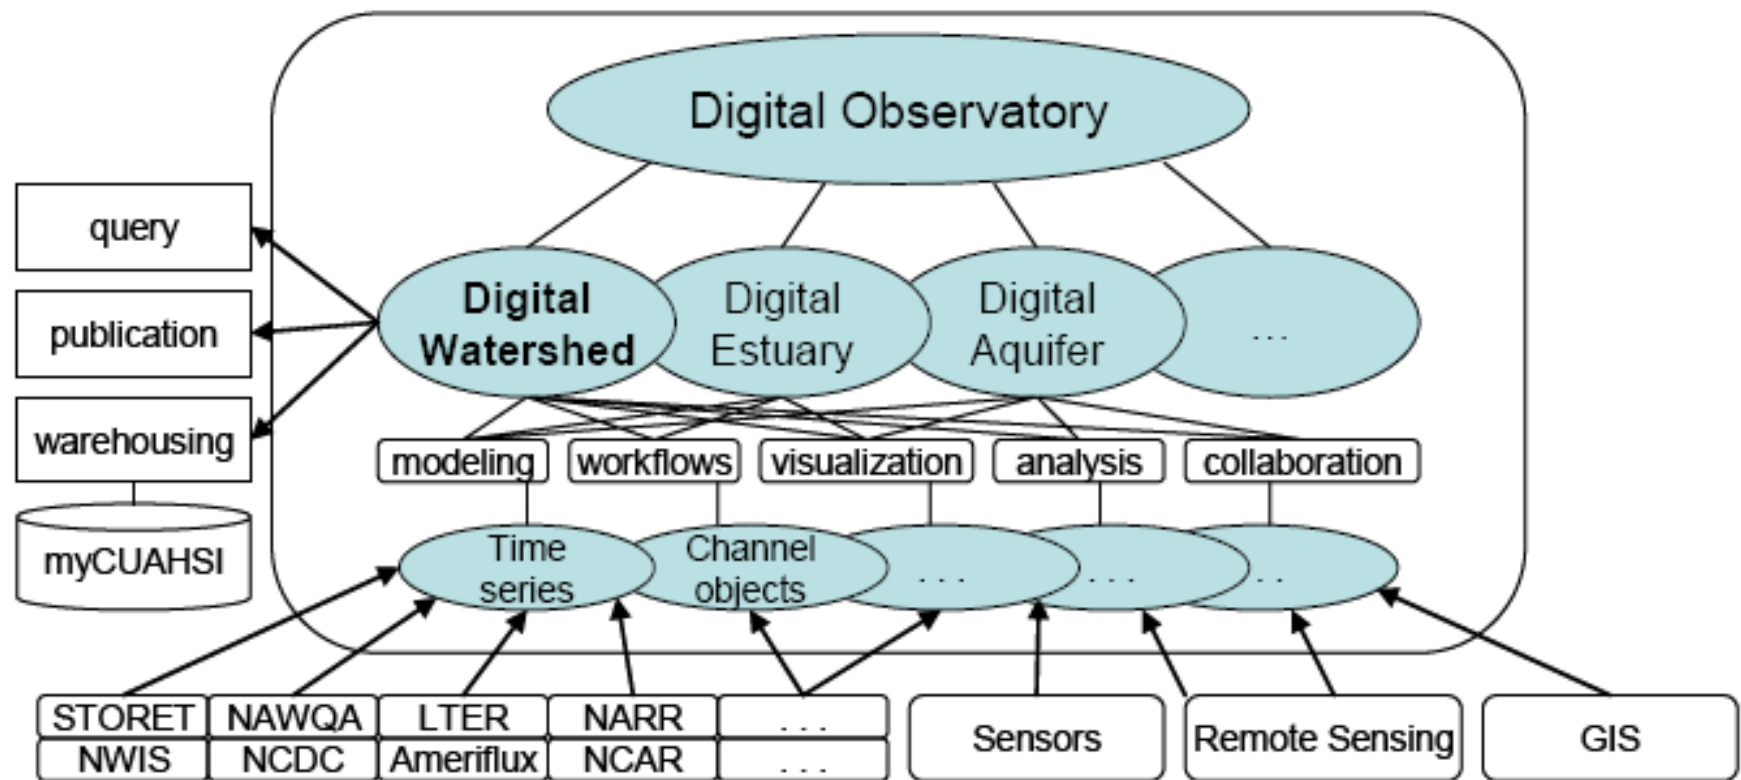 Digital Observatory
query
publication
warehousing
myCUAHSI
Digital
Watershed
Digital
Estuary
Digital
Aquifer
...
modeling
workflows
visualization
analysis
collaboration
Time
series
Channel
objects
. . .
. . .
. .
STORET
NAWQA
LTER
NARR
. . .
NWIS
NCDC
Ameriflux
NCAR
. . .
Sensors
Remote Sensing
GIS